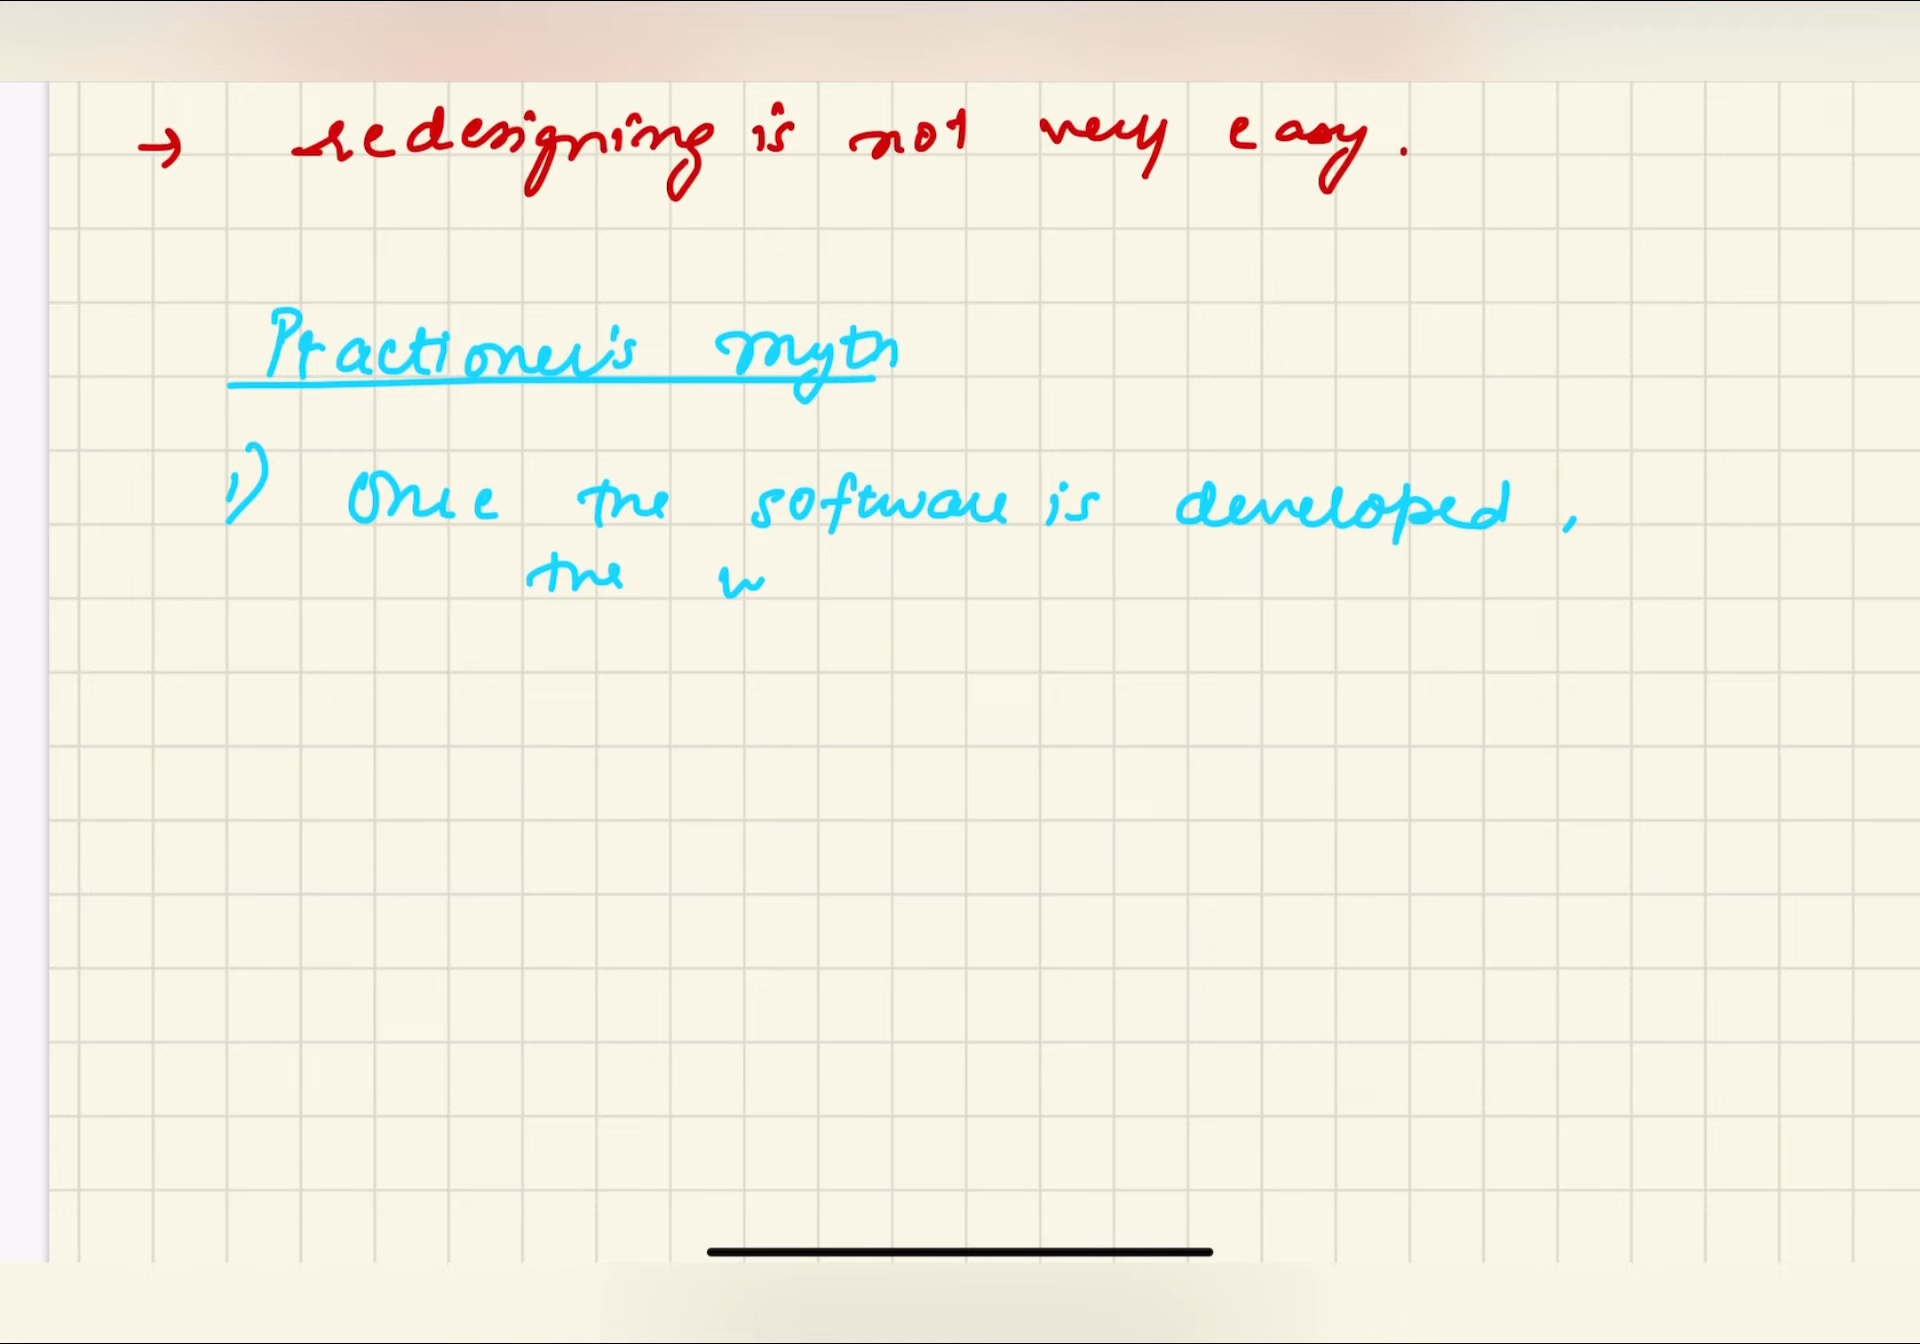 → redesigning is not very easy.
Practioner's myth
1) Once the software is developed,
the w